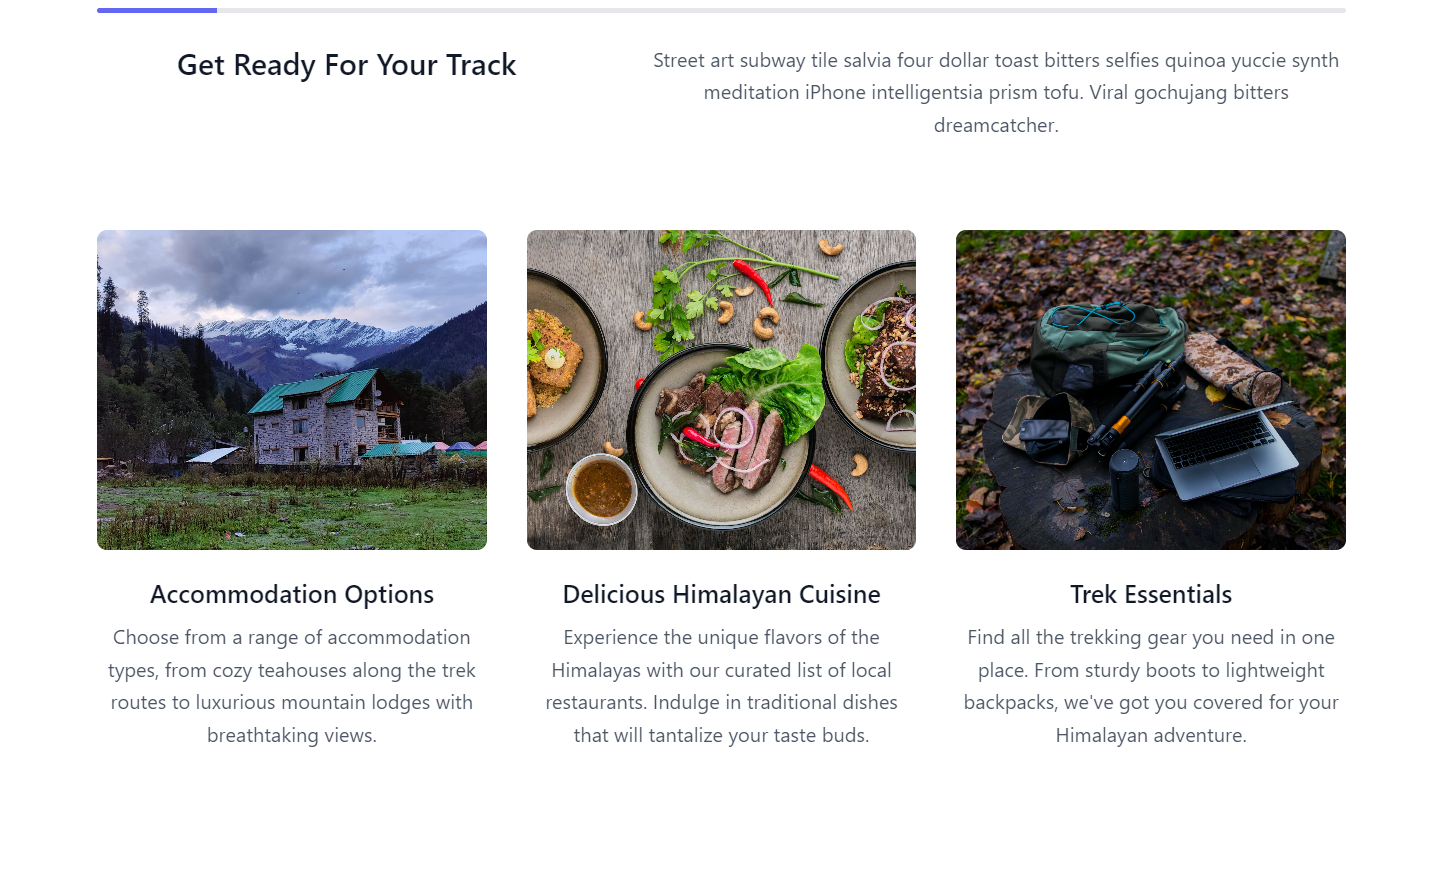 Get Ready For Your Track
Street art subway tile salvia four dollar toast bitters selfies quinoa yuccie synth
meditation iPhone intelligentsia prism tofu. Viral gochujang bitters
dreamcatcher.
Accommodation Options
Choose from a range of accommodation
types, from cozy teahouses along the trek
routes to luxurious mountain lodges with
breathtaking views.
Delicious Himalayan Cuisine
Experience the unique flavors of the
Himalayas with our curated list of local
restaurants. Indulge in traditional dishes
that will tantalize your taste buds.
Trek Essentials
Find all the trekking gear you need in one
place. From sturdy boots to lightweight
backpacks, we've got you covered for your
Himalayan adventure.